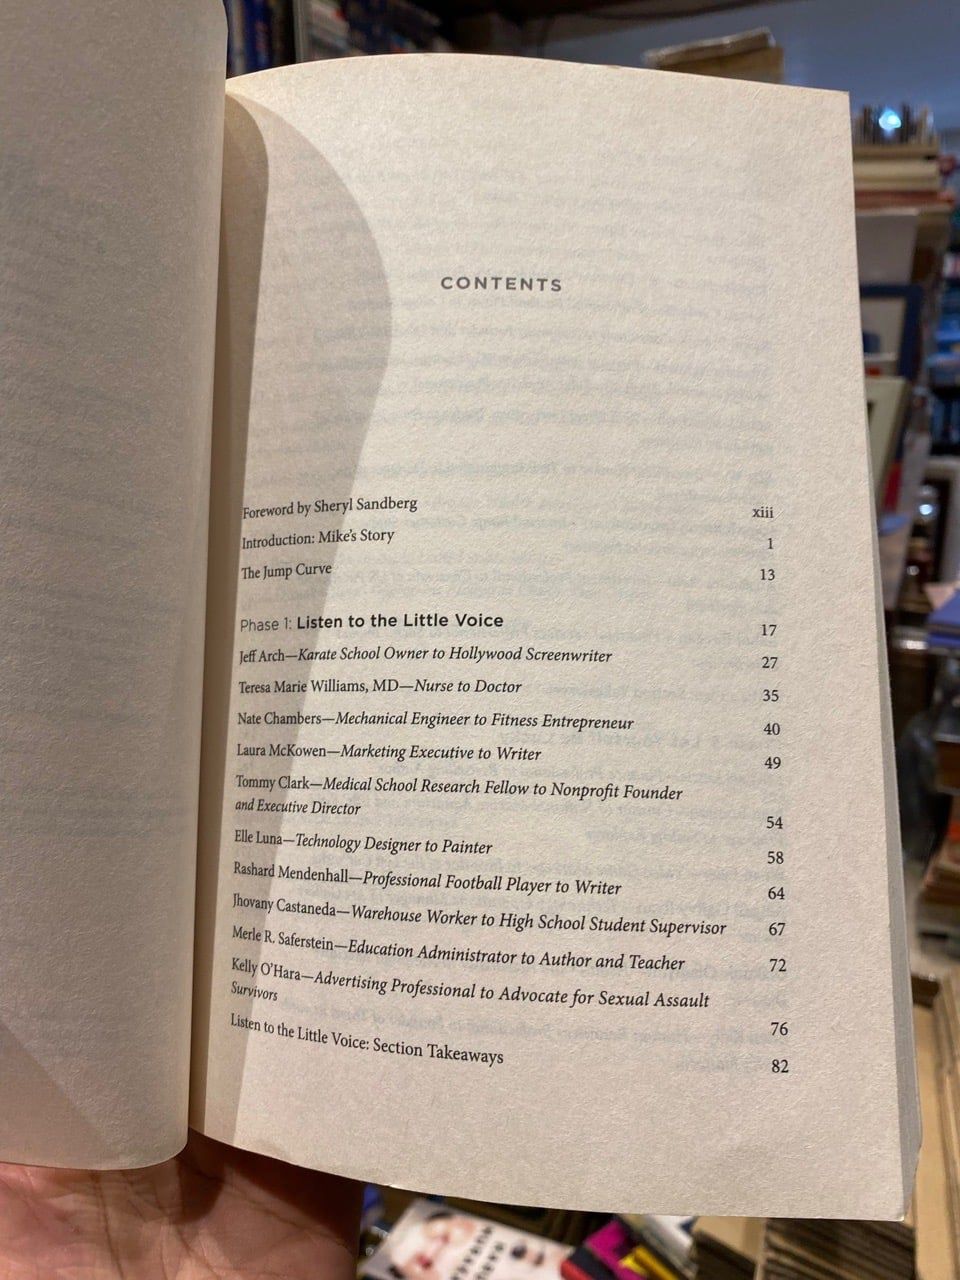 CONTENTS
Foreword by Sheryl Sandberg xiii
Introduction: Mike's Story 1
The Jump Curve 13
Phase 1: Listen to the Little Voice 17
Jeff Arch—Karate School Owner to Hollywood Screenwriter 27
Teresa Marie Williams, MD—Nurse to Doctor 35
Nate Chambers—Mechanical Engineer to Fitness Entrepreneur 40
Laura McKowen—Marketing Executive to Writer 49
Tommy Clark—Medical School Research Fellow to Nonprofit Founder
and Executive Director 54
Elle Luna—Technology Designer to Painter 58
Rashard Mendenhall—Professional Football Player to Writer 64
Jhovany Castaneda—Warehouse Worker to High School Student Supervisor 67
Merle R. Saferstein—Education Administrator to Author and Teacher 72
Kelly O'Hara—Advertising Professional to Advocate for Sexual Assault
Survivors 76
Listen to the Little Voice: Section Takeaways 82